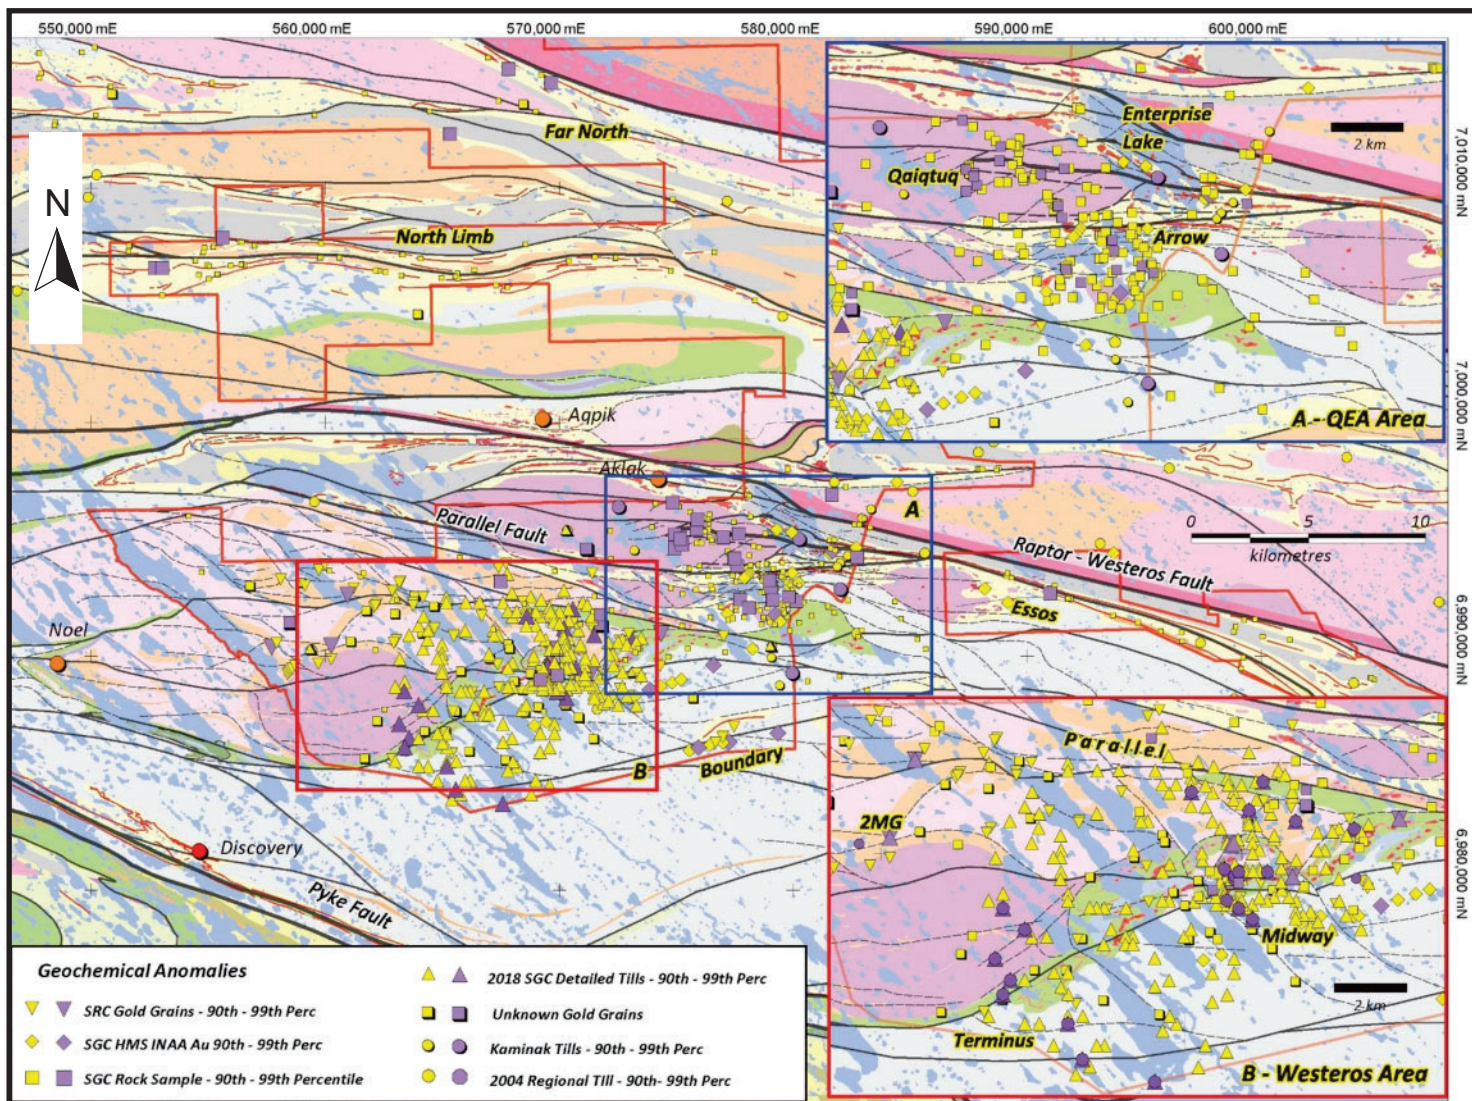 550,000 mE
560,000 mE
570,000 mE
580,000 mE
590,000 mE
600,000 mE
7,010,000 mN
7,000,000 mN
6,990,000 mN
6,980,000 mN
N
Far North
North Limb
Aqpik
Aklak
Parallel Fault
Noel
Discovery
Pyke Fault
A
B
Boundary
Essos
Raptor - Westeros Fault
0
10
kilometres
Enterprise
Lake
2 km
Qaiqtuq
Arrow
A - QEA Area
Parallel
2MG
Midway
2 km
Terminus
B - Westeros Area
Geochemical Anomalies
SRC Gold Grains - 90th - 99th Perc
SGC HMS INAA Au 90th - 99th Perc
SGC Rock Sample - 90th - 99th Percentile
2018 SGC Detailed Tills - 90th - 99th Perc
Unknown Gold Grains
Kaminak Tills - 90th - 99th Perc
2004 Regional Till - 90th- 99th Perc